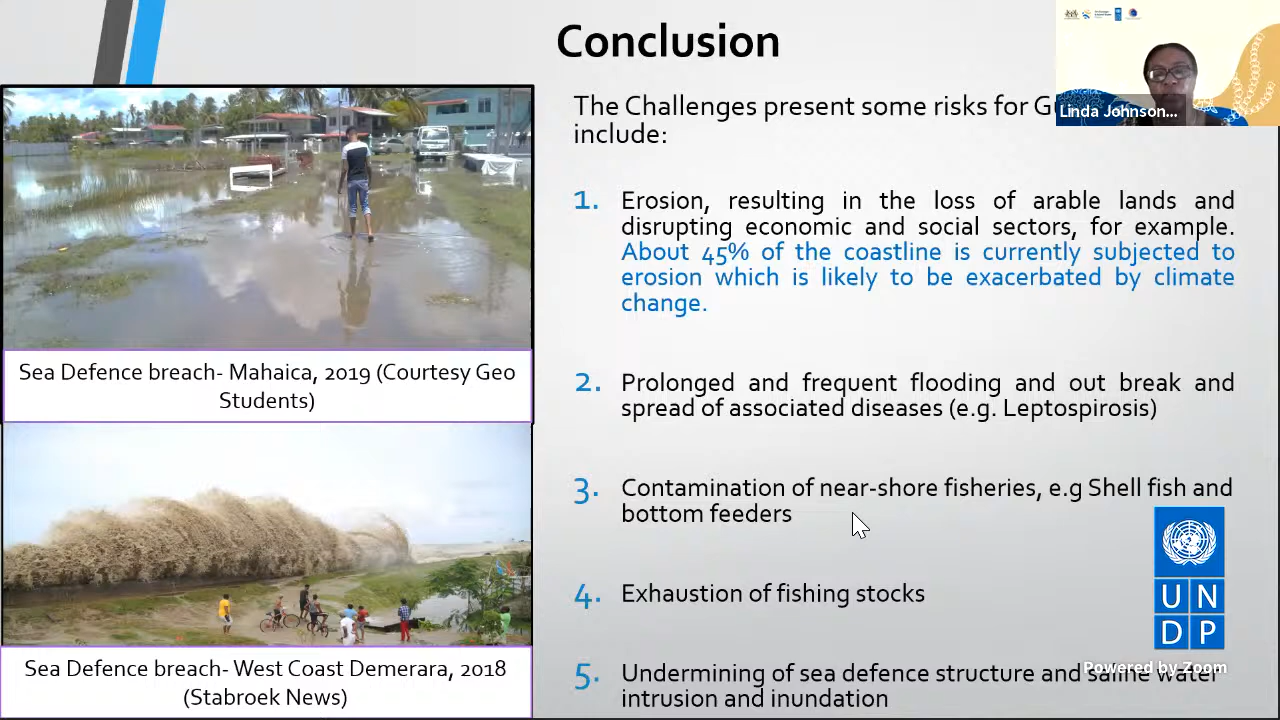 Conclusion
The Challenges present some risks for
include:
1. Erosion, resulting in the loss of arable lands and
disrupting economic and social sectors, for example.
About 45% of the coastline is currently subjected to
erosion which is likely to be exacerbated by climate
change.
2. Prolonged and frequent flooding and out break and
spread of associated diseases (e.g. Leptospirosis)
3. Contamination of near-shore fisheries, e.g Shell fish and
bottom feeders
4. Exhaustion of fishing stocks
5. Undermining of sea defence structure and saline water
intrusion and inundation
Sea Defence breach- Mahaica, 2019 (Courtesy Geo
Students)
Sea Defence breach- West Coast Demerara, 2018
(Stabroek News)
Linda Johnson...
U N
D P
Powered by Zoom